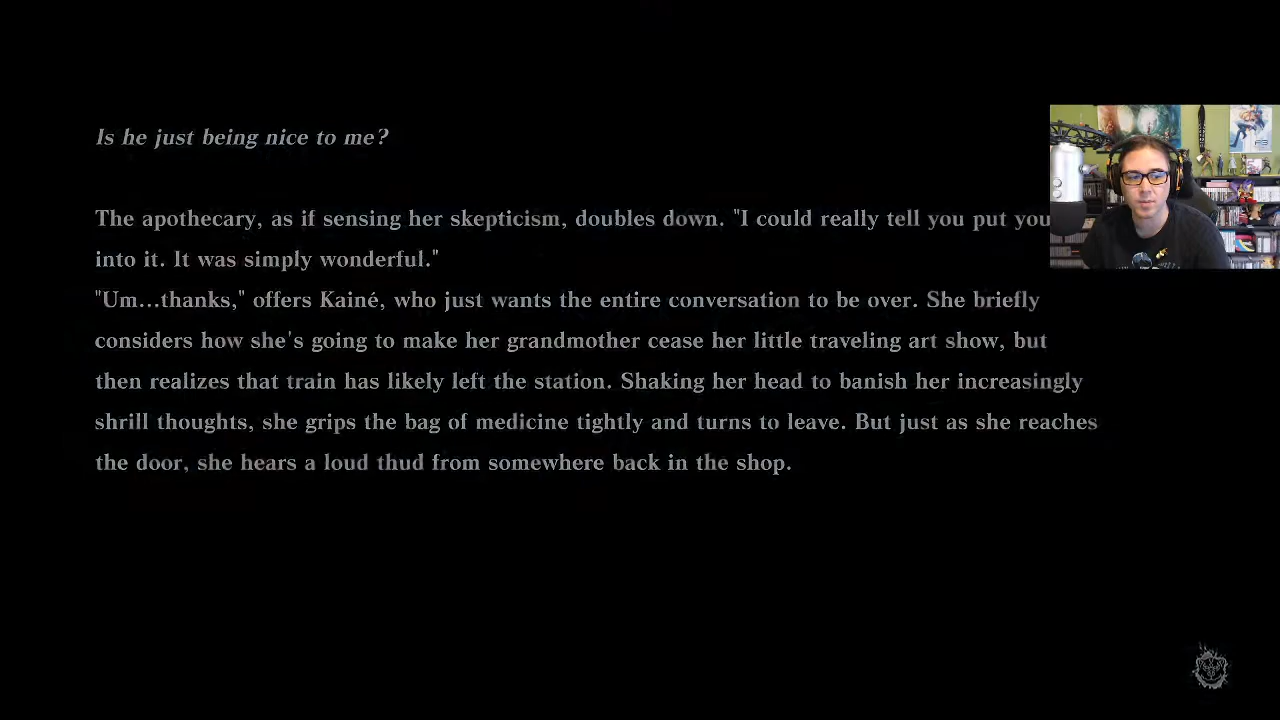 Is he just being nice to me?
The apothecary, as if sensing her skepticism, doubles down. "I could really tell you put you
into it. It was simply wonderful."
"Um...thanks," offers Kainé, who just wants the entire conversation to be over. She briefly
considers how she's going to make her grandmother cease her little traveling art show, but
then realizes that train has likely left the station. Shaking her head to banish her increasingly
shrill thoughts, she grips the bag of medicine tightly and turns to leave. But just as she reaches
the door, she hears a loud thud from somewhere back in the shop.